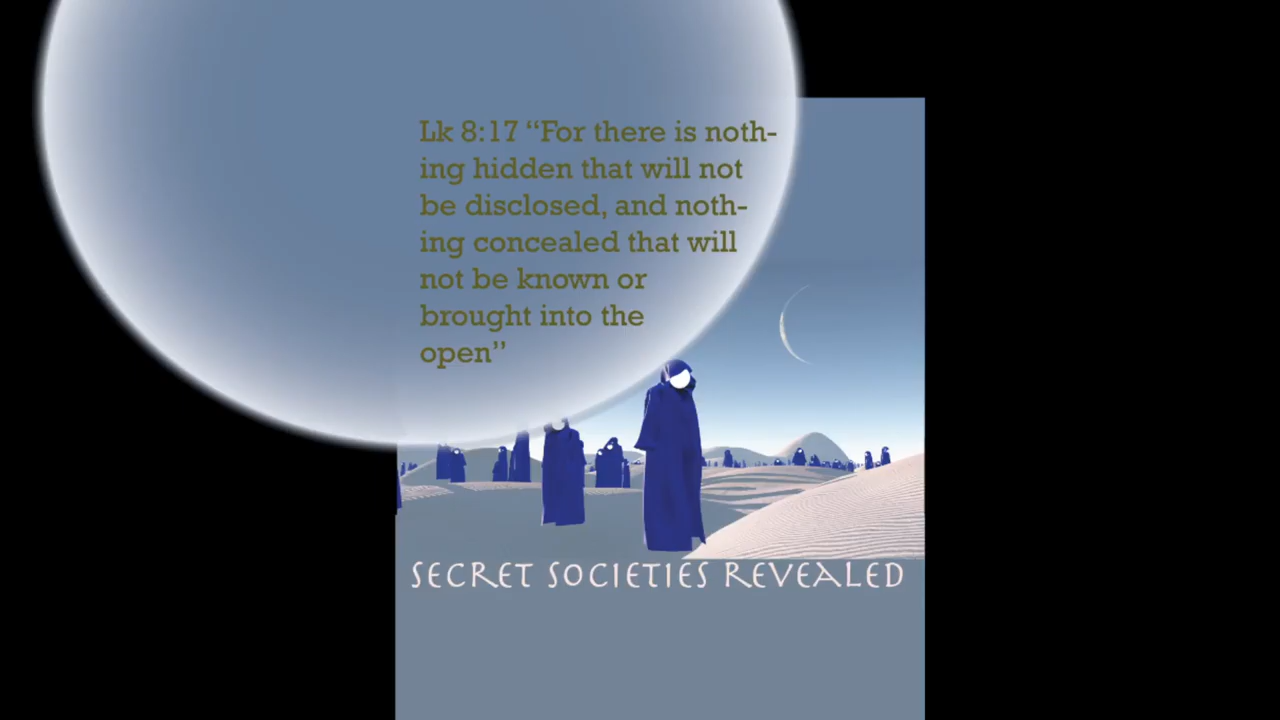 Lk 8:17 “For there is noth-
ing hidden that will not
be disclosed, and noth-
ing concealed that will
not be known or
brought into the
open”
SECRET SOCIETIES REVEALED